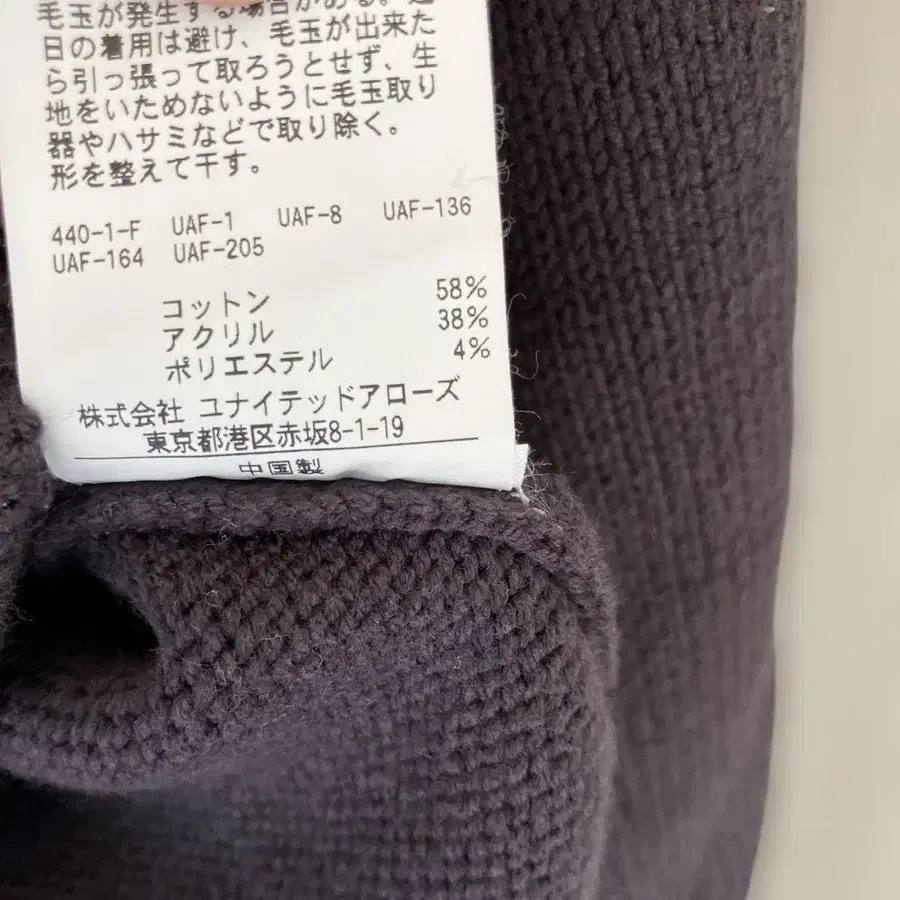 毛玉が発生する場合がある。連
日の着用は避け、毛玉が出来た
ら引っ張って取ろうとせず、生
地をいためないように毛玉取り
器やハサミなどで取り除く。
形を整えて干す。
440-1-F UAF-1 UAF-8 UAF-136
UAF-164 UAF-205
コットン 58%
アクリル 38%
ポリエステル 4%
株式会社 ユナイテッドアローズ
東京都港区赤坂8-1-19
中国製